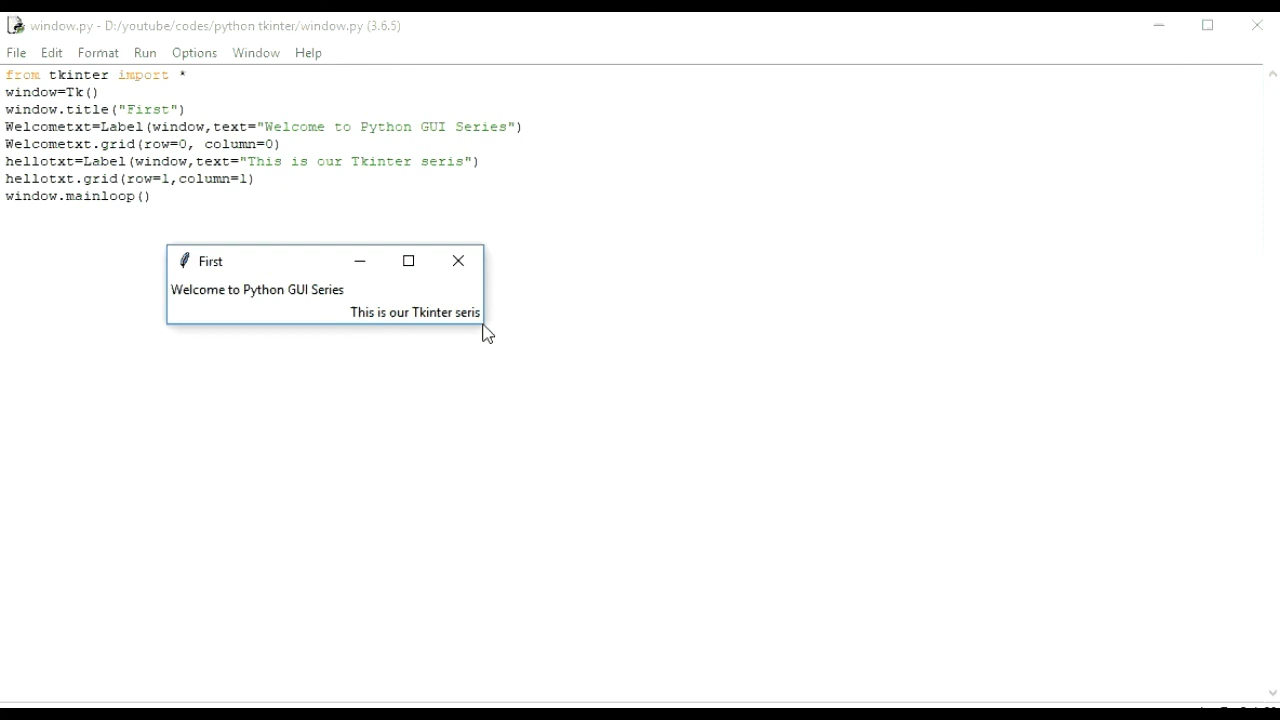 window.py - D:/youtube/codes/python tkinter/window.py (3.6.5)
File Edit Format Run Options Window Help
from tkinter import *
window=Tk()
window.title("First")
Welcometxt=Label(window,text="Welcome to Python GUI Series")
Welcometxt.grid(row=0, column=0)
hellotxt=Label(window,text="This is our Tkinter seris")
hellotxt.grid(row=1,column=1)
window.mainloop()
First
Welcome to Python GUI Series
This is our Tkinter seris